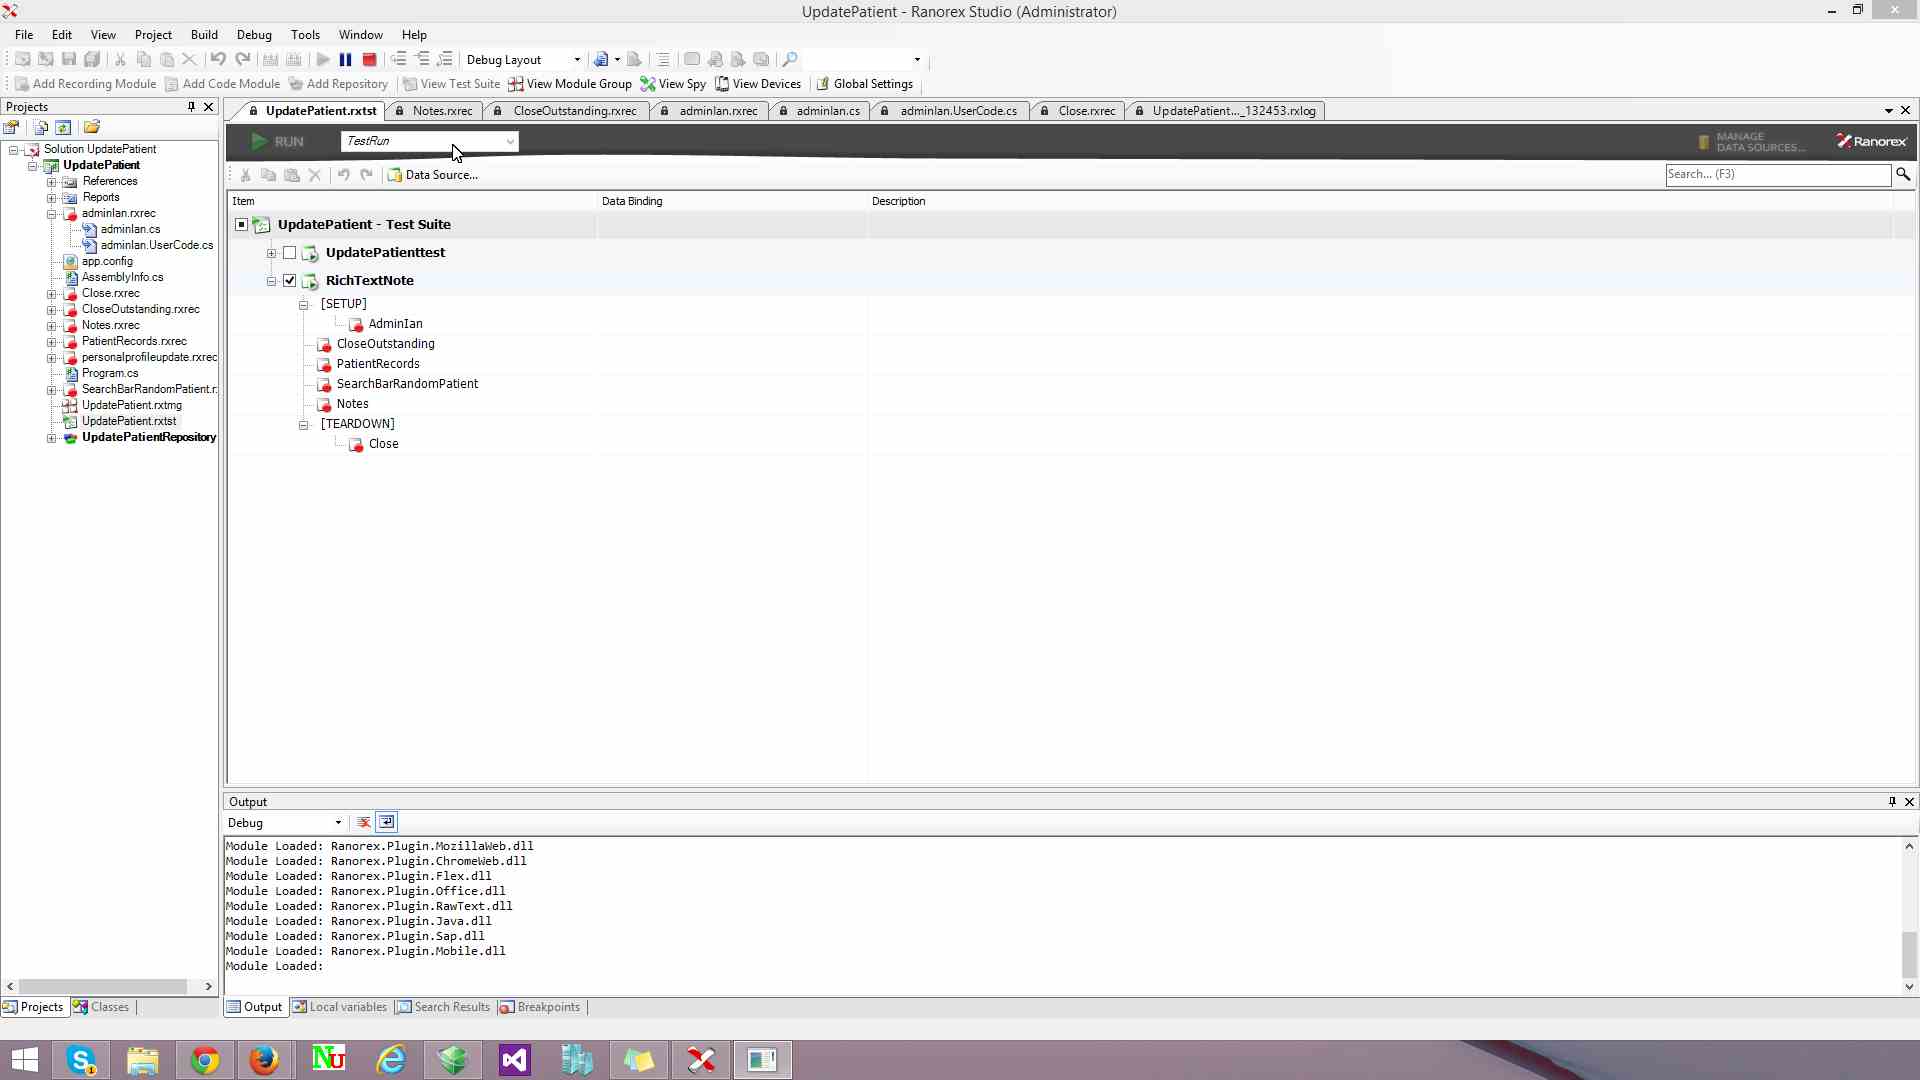 UpdatePatient - Ranorex Studio (Administrator)
File Edit View Project Build Debug Tools Window Help
Debug Layout
Add Recording Module Add Code Module Add Repository View Test Suite View Module Group View Spy View Devices Global Settings
Projects
UpdatePatient.rxtst Notes.rxrec CloseOutstanding.rxrec adminIan.rxrec adminIan.cs adminIan.UserCode.cs Close.rxrec UpdatePatient..._132453.rxlog
RUN TestRun MANAGE DATA SOURCES... Ranorex
Data Source... Search... (F3)
Item Data Binding Description
Solution UpdatePatient
UpdatePatient
References
Reports
adminIan.rxrec
adminIan.cs
adminIan.UserCode.cs
app.config
AssemblyInfo.cs
Close.rxrec
CloseOutstanding.rxrec
Notes.rxrec
PatientRecords.rxrec
personalprofileupdate.rxrec
Program.cs
SearchBarRandomPatient.r:
UpdatePatient.rxtmg
UpdatePatient.rxtst
UpdatePatientRepository
UpdatePatient - Test Suite
UpdatePatienttest
RichTextNote
[SETUP]
AdminIan
CloseOutstanding
PatientRecords
SearchBarRandomPatient
Notes
[TEARDOWN]
Close
Output
Debug
Module Loaded: Ranorex.Plugin.MozillaWeb.dll
Module Loaded: Ranorex.Plugin.ChromeWeb.dll
Module Loaded: Ranorex.Plugin.Flex.dll
Module Loaded: Ranorex.Plugin.Office.dll
Module Loaded: Ranorex.Plugin.RawText.dll
Module Loaded: Ranorex.Plugin.Java.dll
Module Loaded: Ranorex.Plugin.Sap.dll
Module Loaded: Ranorex.Plugin.Mobile.dll
Module Loaded:
Projects Classes
Output Local variables Search Results Breakpoints
S 1 Nu